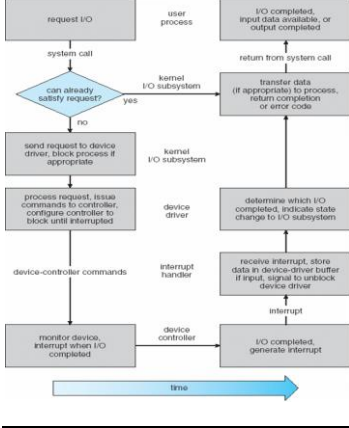 request I/O
user
process
I/O completed,
input data available, or
output completed
system call
return from system call
can already
satisfy request?
yes
kernel
I/O subsystem
transfer data
(if appropriate) to process,
return completion
or error code
no
send request to device
driver, block process if
appropriate
kernel
I/O subsystem
process request, issue
commands to controller,
configure controller to
block until interrupted
device
driver
determine which I/O
completed, indicate state
change to I/O subsystem
device-controller commands
interrupt
handler
receive interrupt, store
data in device-driver buffer
if input, signal to unblock
device driver
interrupt
monitor device,
interrupt when I/O
completed
device
controller
I/O completed,
generate interrupt
time